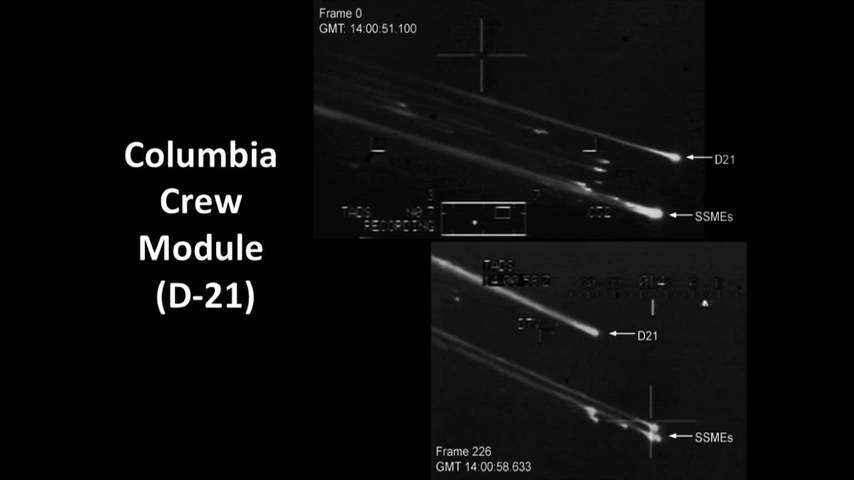 Columbia
Crew
Module
(D-21)
Frame 0
GMT: 14:00:51.100
D21
SSMEs
TADS
RECORDING
TADS
D21
SSMEs
Frame 226
GMT 14:00:58.633